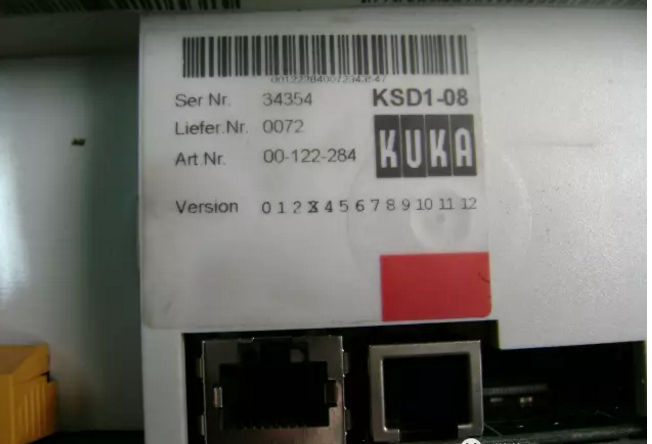 Ser Nr. 34354
KSD1-08
Liefer.Nr. 0072
KUKA
Art Nr. 00-122-284
Version 0 1 2 3 4 5 6 7 8 9 10 11 12